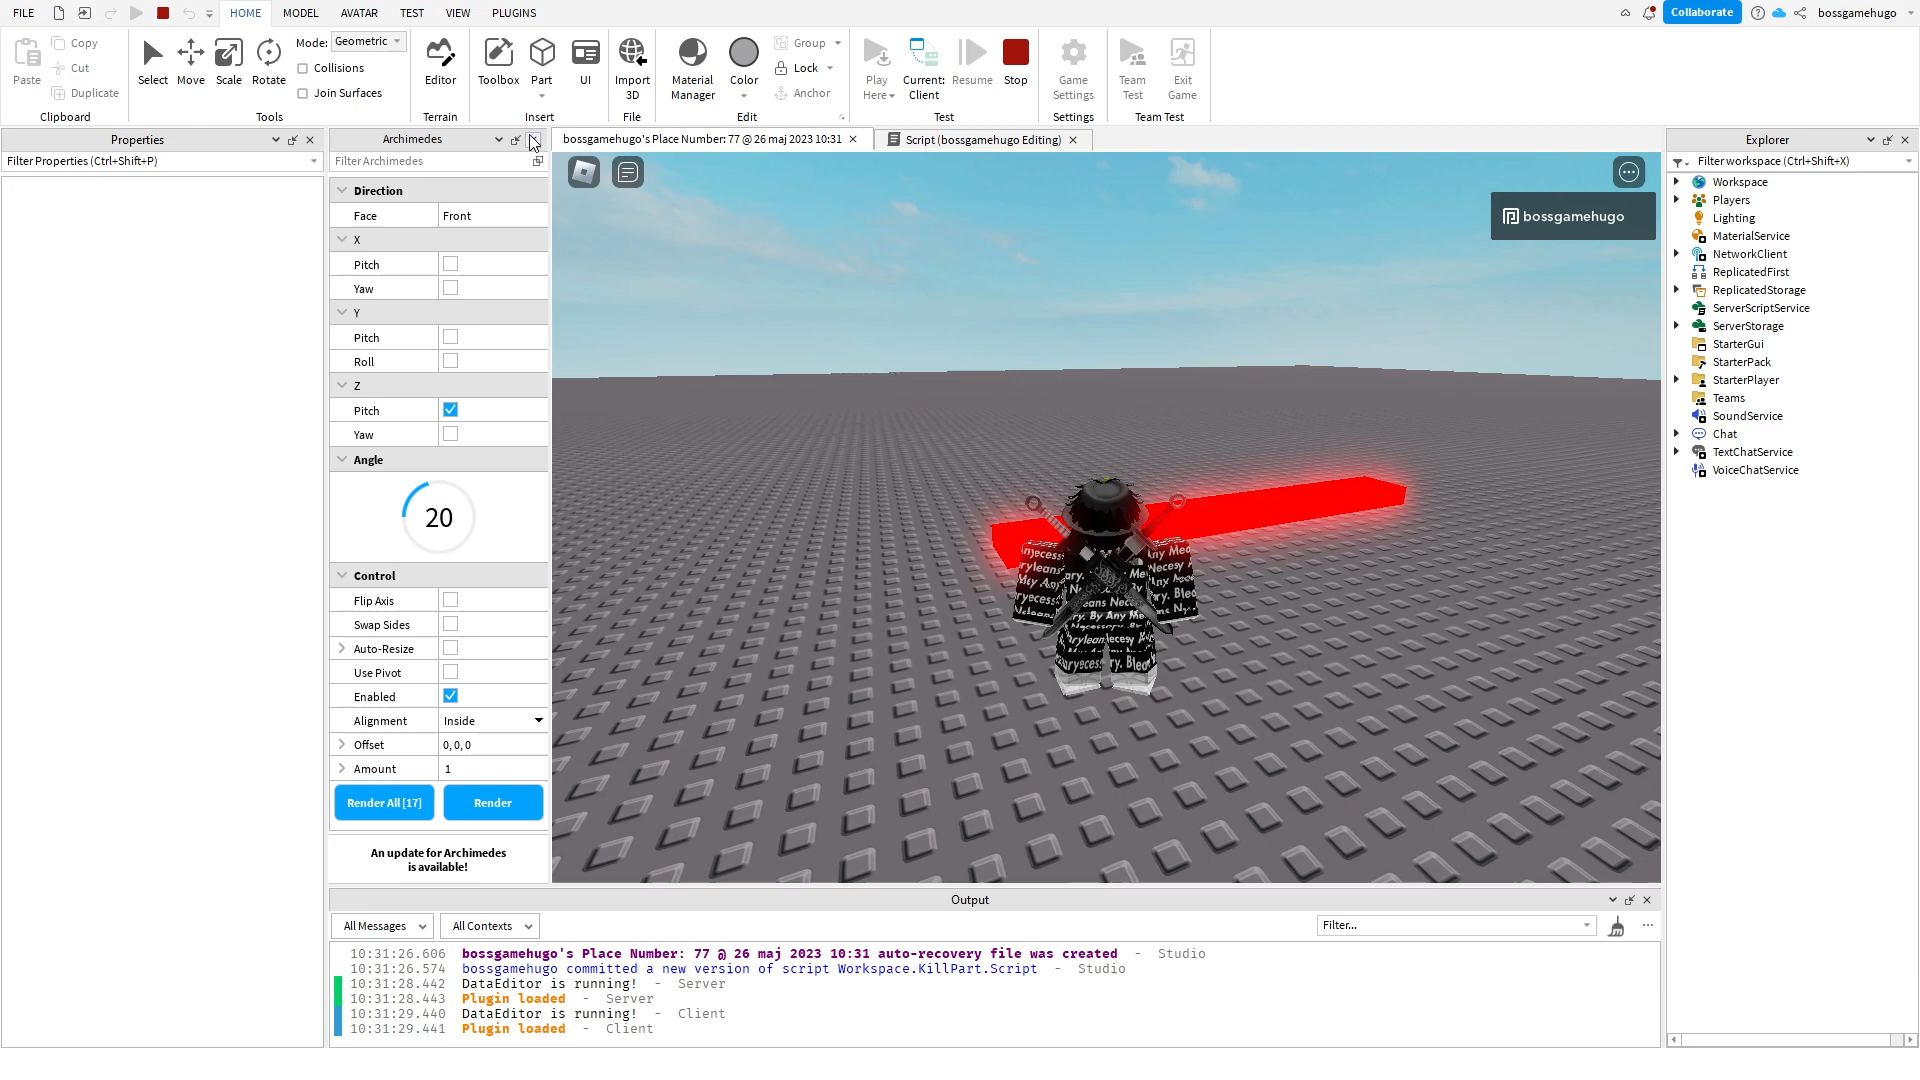 FILE
HOME
MODEL
AVATAR
TEST
VIEW
PLUGINS
Collaborate
bossgamehugo
Paste
Copy
Cut
Duplicate
Clipboard
Select
Move
Scale
Rotate
Mode: Geometric
Collisions
Join Surfaces
Tools
Editor
Terrain
Toolbox
Part
UI
Insert
Import
3D
File
Material
Manager
Color
Group
Lock
Anchor
Edit
Play
Here
Current:
Client
Resume
Stop
Test
Game
Settings
Settings
Team
Test
Exit
Game
Team Test
Properties
Filter Properties (Ctrl+Shift+P)
Archimedes
Filter Archimedes
Direction
Face Front
X
Pitch
Yaw
Y
Pitch
Roll
Z
Pitch
Yaw
Angle
20
Control
Flip Axis
Swap Sides
Auto-Resize
Use Pivot
Enabled
Alignment Inside
Offset 0, 0, 0
Amount 1
Render All [17]
Render
An update for Archimedes
is available!
bossgamehugo's Place Number: 77 @ 26 maj 2023 10:31
Script (bossgamehugo Editing)
bossgamehugo
Output
All Messages
All Contexts
Filter...
10:31:26.606 bossgamehugo's Place Number: 77 @ 26 maj 2023 10:31 auto-recovery file was created - Studio
10:31:26.574 bossgamehugo committed a new version of script Workspace.KillPart.Script - Studio
10:31:28.442 DataEditor is running! - Server
10:31:28.443 Plugin loaded - Server
10:31:29.440 DataEditor is running! - Client
10:31:29.441 Plugin loaded - Client
Explorer
Filter workspace (Ctrl+Shift+X)
Workspace
Players
Lighting
MaterialService
NetworkClient
ReplicatedFirst
ReplicatedStorage
ServerScriptService
ServerStorage
StarterGui
StarterPack
StarterPlayer
Teams
SoundService
Chat
TextChatService
VoiceChatService